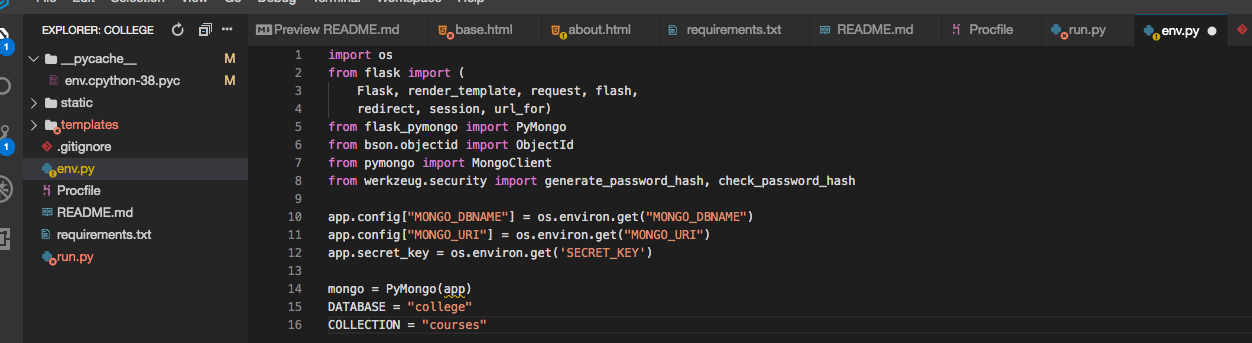 EXPLORER: COLLEGE
__pycache__ M
env.cpython-38.pyc M
static
templates
.gitignore
env.py
Procfile
README.md
requirements.txt
run.py
Preview README.md base.html about.html requirements.txt README.md Procfile run.py env.py
1 import os
2 from flask import (
3 Flask, render_template, request, flash,
4 redirect, session, url_for)
5 from flask_pymongo import PyMongo
6 from bson.objectid import ObjectId
7 from pymongo import MongoClient
8 from werkzeug.security import generate_password_hash, check_password_hash
9
10 app.config["MONGO_DBNAME"] = os.environ.get("MONGO_DBNAME")
11 app.config["MONGO_URI"] = os.environ.get("MONGO_URI")
12 app.secret_key = os.environ.get('SECRET_KEY')
13
14 mongo = PyMongo(app)
15 DATABASE = "college"
16 COLLECTION = "courses"
1
1